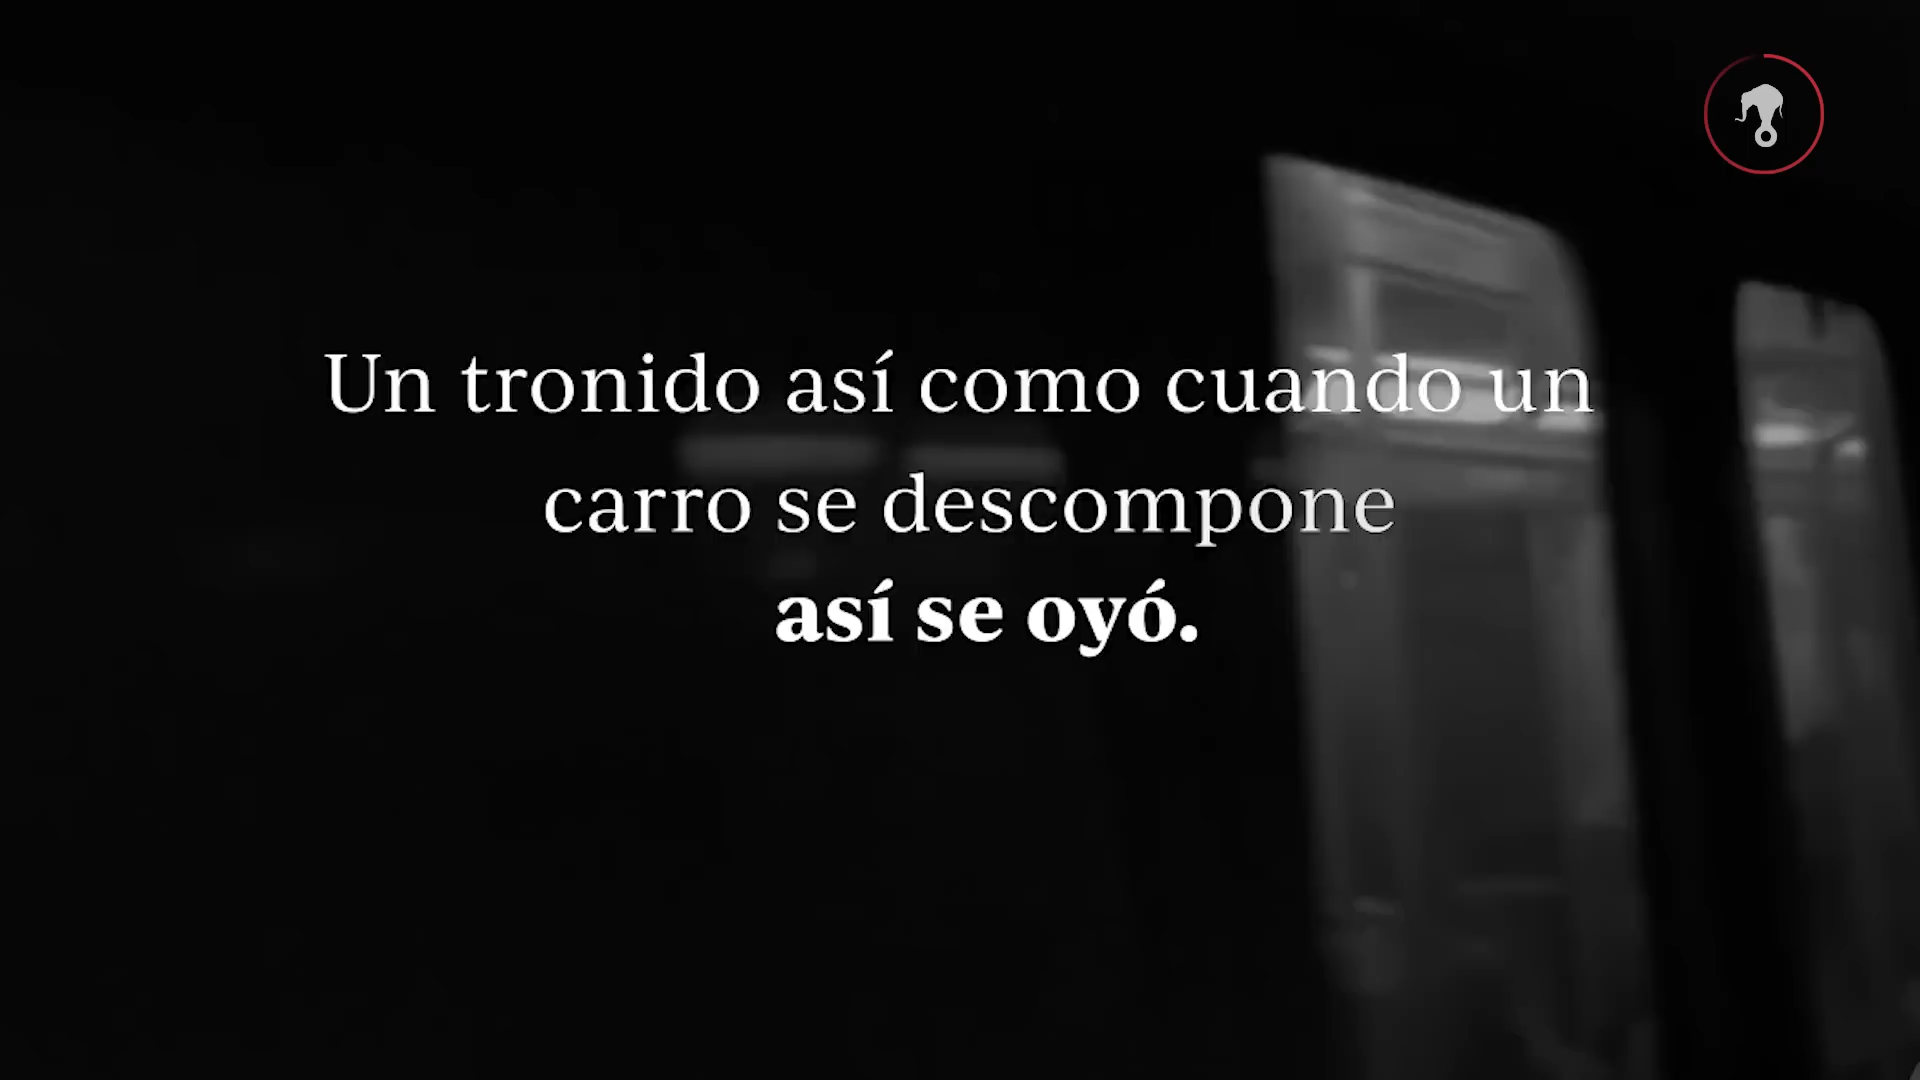 Un tronido así como cuando un
carro se descompone
así se oyó.